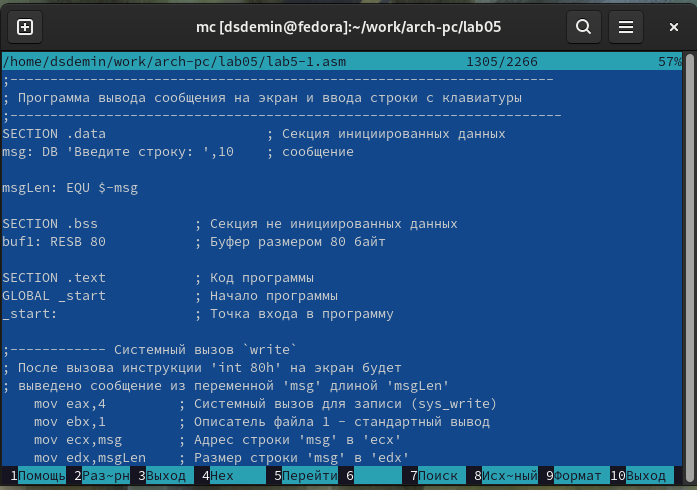 mc [dsdemin@fedora]:~/work/arch-pc/lab05
/home/dsdemin/work/arch-pc/lab05/lab5-1.asm 1305/2266 57%
;--------------------------------------------------------------------
; Программа вывода сообщения на экран и ввода строки с клавиатуры
;---------------------------------------------------------------------
SECTION .data ; Секция инициированных данных
msg: DB 'Введите строку: ',10 ; сообщение
msgLen: EQU $-msg
SECTION .bss ; Секция не инициированных данных
buf1: RESB 80 ; Буфер размером 80 байт
SECTION .text ; Код программы
GLOBAL _start ; Начало программы
_start: ; Точка входа в программу
;------------ Системный вызов `write`
; После вызова инструкции 'int 80h' на экран будет
; выведено сообщение из переменной 'msg' длиной 'msgLen'
mov eax,4 ; Системный вызов для записи (sys_write)
mov ebx,1 ; Описатель файла 1 - стандартный вывод
mov ecx,msg ; Адрес строки 'msg' в 'ecx'
mov edx,msgLen ; Размер строки 'msg' в 'edx'
1Помощь 2Раз~рн 3Выход 4Hex 5Перейти 6 7Поиск 8Исх~ный 9Формат 10Выход